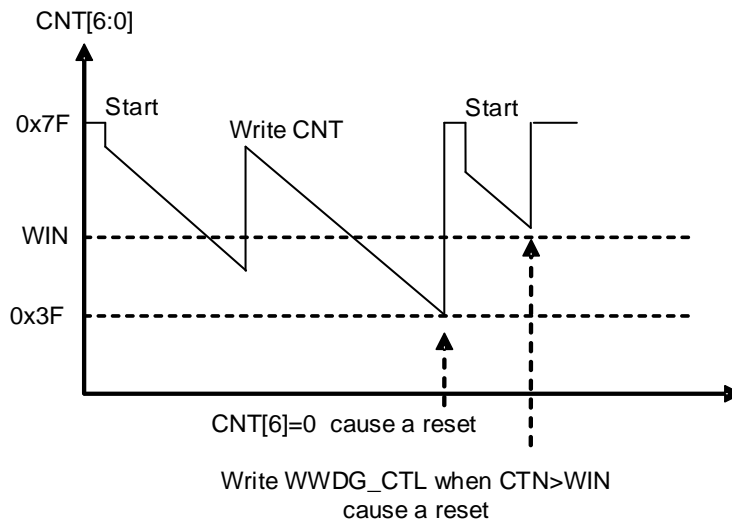 CNT[6:0]
0x7F
Start
Write CNT
Start
WIN
0x3F
CNT[6]=0 cause a reset
Write WWDG_CTL when CTN>WIN
cause a reset